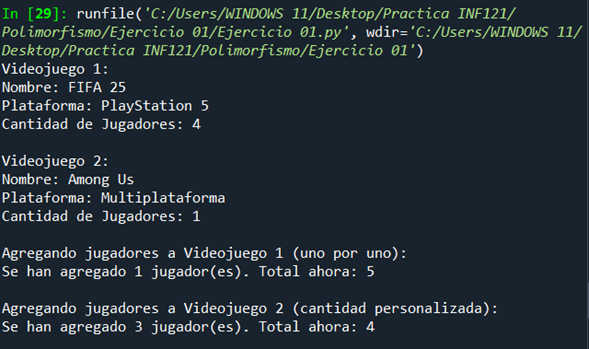 In [29]: runfile('C:/Users/WINDOWS 11/Desktop/Practica INF121/
Polimorfismo/Ejercicio 01/Ejercicio 01.py', wdir='C:/Users/WINDOWS 11/
Desktop/Practica INF121/Polimorfismo/Ejercicio 01')
Videojuego 1:
Nombre: FIFA 25
Plataforma: PlayStation 5
Cantidad de Jugadores: 4

Videojuego 2:
Nombre: Among Us
Plataforma: Multiplataforma
Cantidad de Jugadores: 1

Agregando jugadores a Videojuego 1 (uno por uno):
Se han agregado 1 jugador(es). Total ahora: 5

Agregando jugadores a Videojuego 2 (cantidad personalizada):
Se han agregado 3 jugador(es). Total ahora: 4